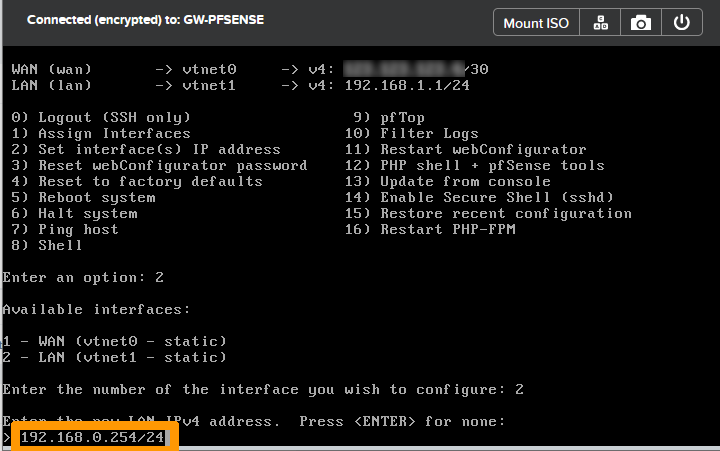 Connected (encrypted) to: GW-PFSENSE
Mount ISO
WAN (wan) -> vtnet0 -> v4: /30
LAN (lan) -> vtnet1 -> v4: 192.168.1.1/24
0) Logout (SSH only) 9) pfTop
1) Assign Interfaces 10) Filter Logs
2) Set interface(s) IP address 11) Restart webConfigurator
3) Reset webConfigurator password 12) PHP shell + pfSense tools
4) Reset to factory defaults 13) Update from console
5) Reboot system 14) Enable Secure Shell (sshd)
6) Halt system 15) Restore recent configuration
7) Ping host 16) Restart PHP-FPM
8) Shell
Enter an option: 2
Available interfaces:
1 - WAN (vtnet0 - static)
2 - LAN (vtnet1 - static)
Enter the number of the interface you wish to configure: 2
Enter the new LAN IPv4 address. Press <ENTER> for none:
> 192.168.0.254/24